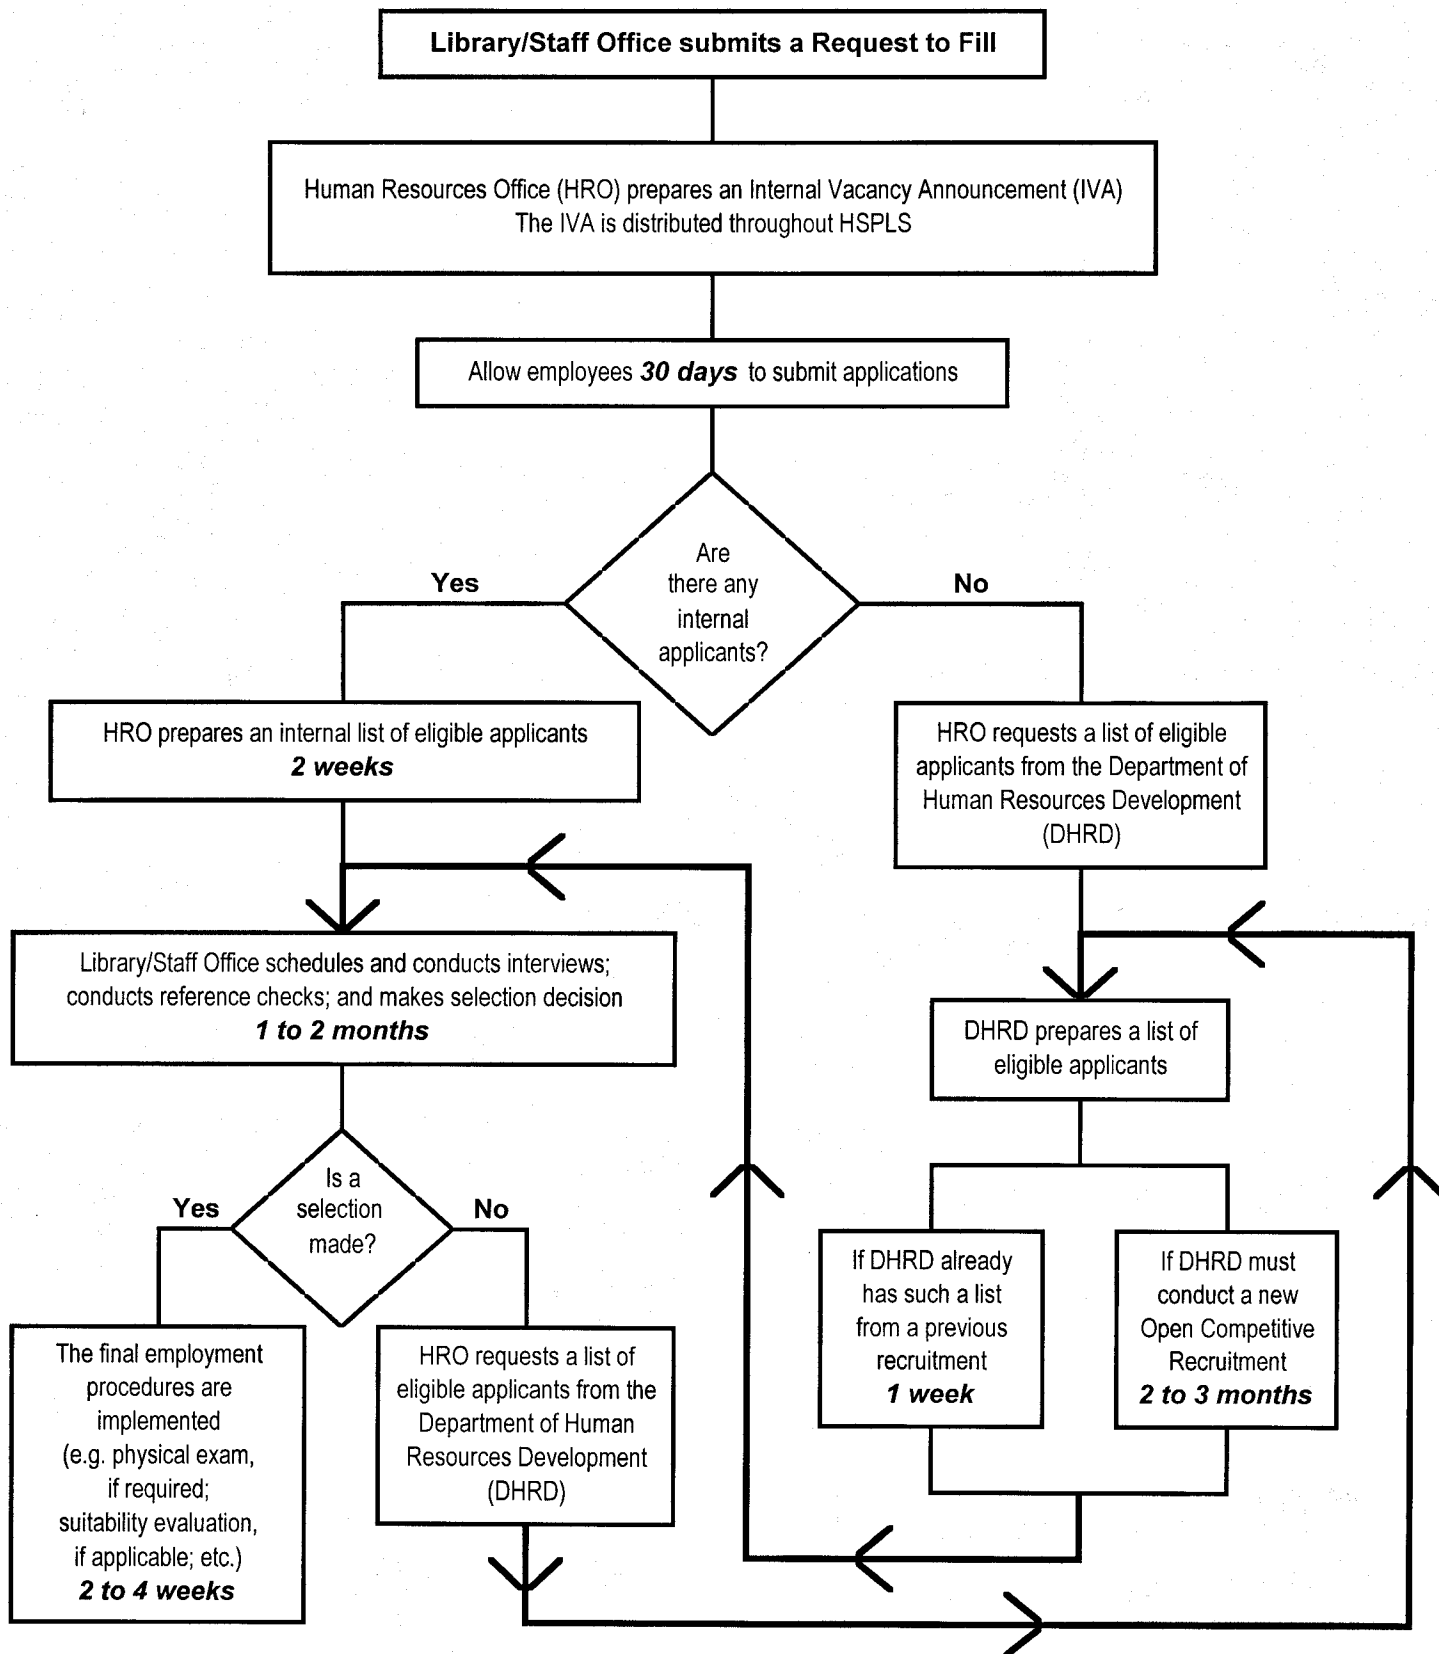 Library/Staff Office submits a Request to Fill
Human Resources Office (HRO) prepares an Internal Vacancy Announcement (IVA)
The IVA is distributed throughout HSPLS
Allow employees 30 days to submit applications
Are
there any
internal
applicants?
Yes
No
HRO prepares an internal list of eligible applicants
2 weeks
HRO requests a list of eligible
applicants from the Department of
Human Resources Development
(DHRD)
Library/Staff Office schedules and conducts interviews;
conducts reference checks; and makes selection decision
1 to 2 months
DHRD prepares a list of
eligible applicants
Is a
selection
made?
Yes
No
If DHRD already
has such a list
from a previous
recruitment
1 week
If DHRD must
conduct a new
Open Competitive
Recruitment
2 to 3 months
The final employment
procedures are
implemented
(e.g. physical exam,
if required;
suitability evaluation,
if applicable; etc.)
2 to 4 weeks
HRO requests a list of
eligible applicants from the
Department of Human
Resources Development
(DHRD)